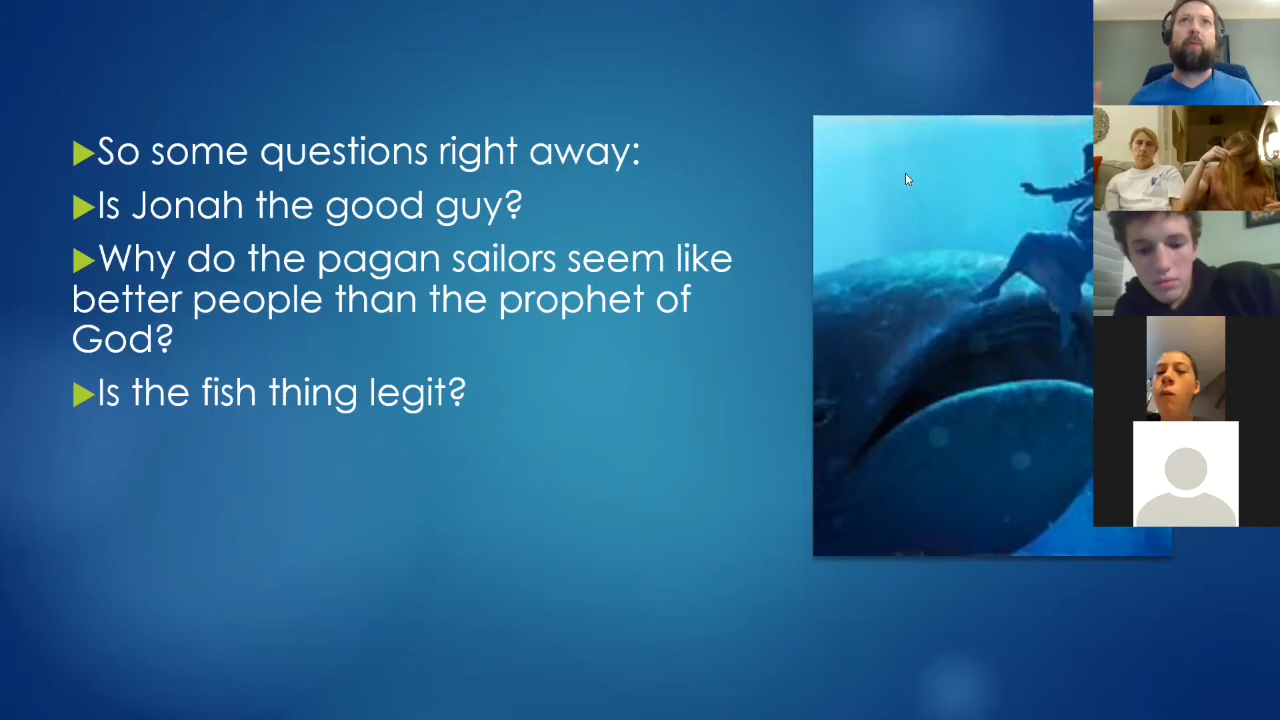 So some questions right away:
Is Jonah the good guy?
Why do the pagan sailors seem like
better people than the prophet of
God?
Is the fish thing legit?